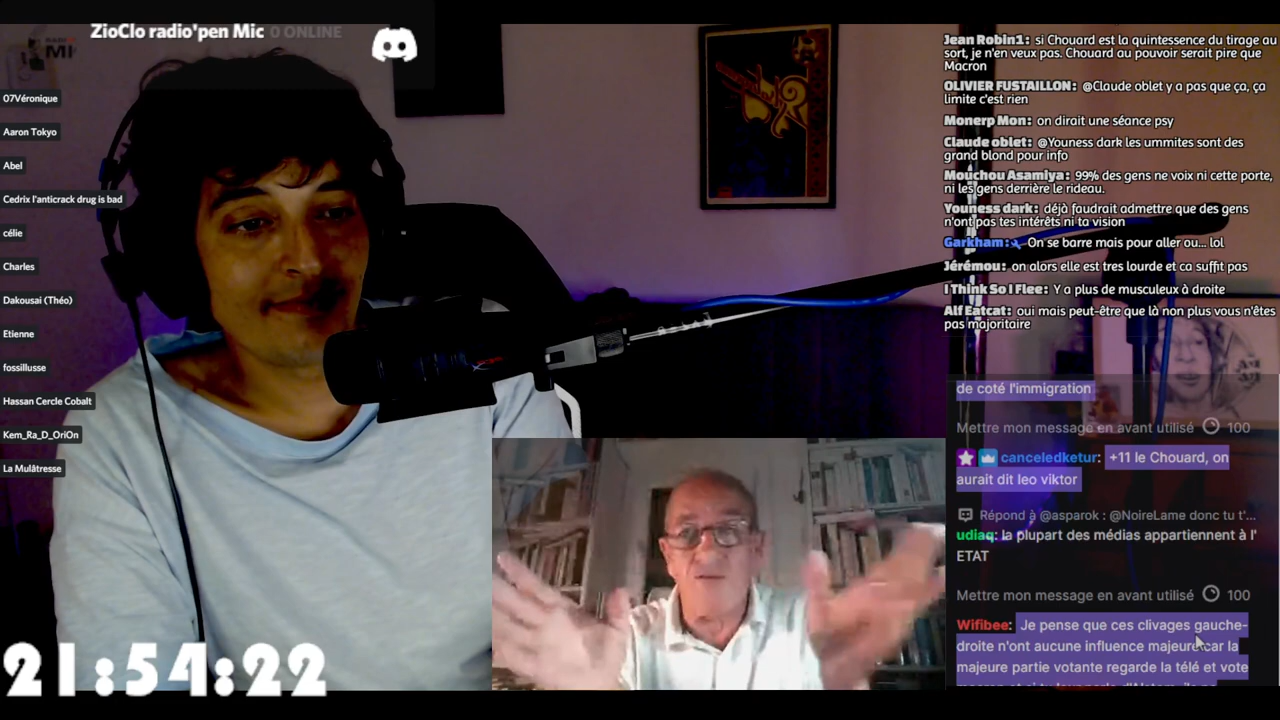 ZioClo radio'pen Mic 0 ONLINE
MI
07Véronique
Aaron Tokyo
Abel
Cedrix l'anticrack drug is bad
célie
Charles
Dakousai (Théo)
Etienne
fossillusse
Hassan Cercle Cobalt
Kem_Ra_D_OriOn
La Mulâtresse
21:54:22
Jean Robin1: si Chouard est la quintessence du tirage au
sort, je n'en veux pas. Chouard au pouvoir serait pire que
Macron
OLIVIER FUSTAILLON: @Claude oblet y a pas que ça, ça
limite c'est rien
Monerp Mon: on dirait une séance psy
Claude oblet: @Youness dark les ummites sont des
grand blond pour info
Mouchou Asamiya: 99% des gens ne voix ni cette porte,
ni les gens derrière le rideau.
Youness dark: déjà faudrait admettre que des gens
n'ont pas tes intérêts ni ta vision
Garkham: On se barre mais pour aller ou... lol
Jérémou: on alors elle est tres lourde et ca suffit pas
I Think So I Flee: Y a plus de musculeux à droite
Alf Eatcat: oui mais peut-être que là non plus vous n'êtes
pas majoritaire
de coté l'immigration
Mettre mon message en avant utilisé 100
canceledketur: +11 le Chouard, on
aurait dit leo viktor
Répond à @asparok : @NoireLame donc tu t'...
udiaq: la plupart des médias appartiennent à l'
ETAT
Mettre mon message en avant utilisé 100
Wifibee: Je pense que ces clivages gauche-
droite n'ont aucune influence majeure car la
majeure partie votante regarde la télé et vote